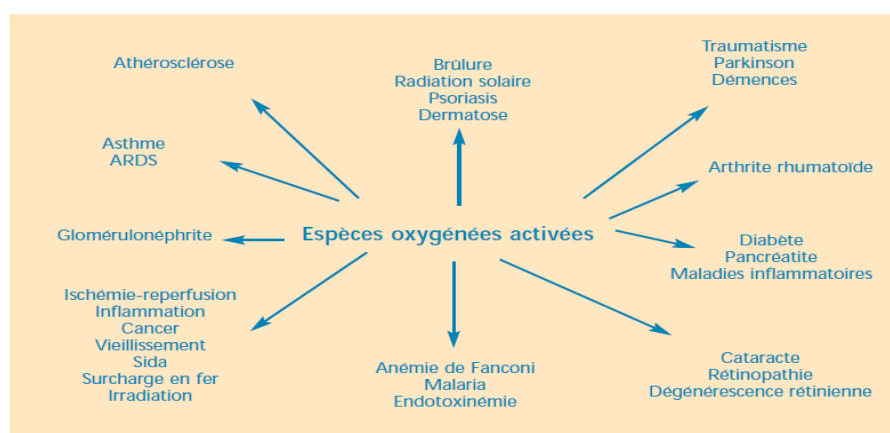 Athérosclérose
Brûlure
Radiation solaire
Psoriasis
Dermatose
Traumatisme
Parkinson
Démences
Asthme
ARDS
Arthrite rhumatoïde
Glomérulonéphrite
Espèces oxygénées activées
Diabète
Pancréatite
Maladies inflammatoires
Ischémie-reperfusion
Inflammation
Cancer
Vieillissement
Sida
Surcharge en fer
Irradiation
Anémie de Fanconi
Malaria
Endotoxinémie
Cataracte
Rétinopathie
Dégénérescence rétinienne